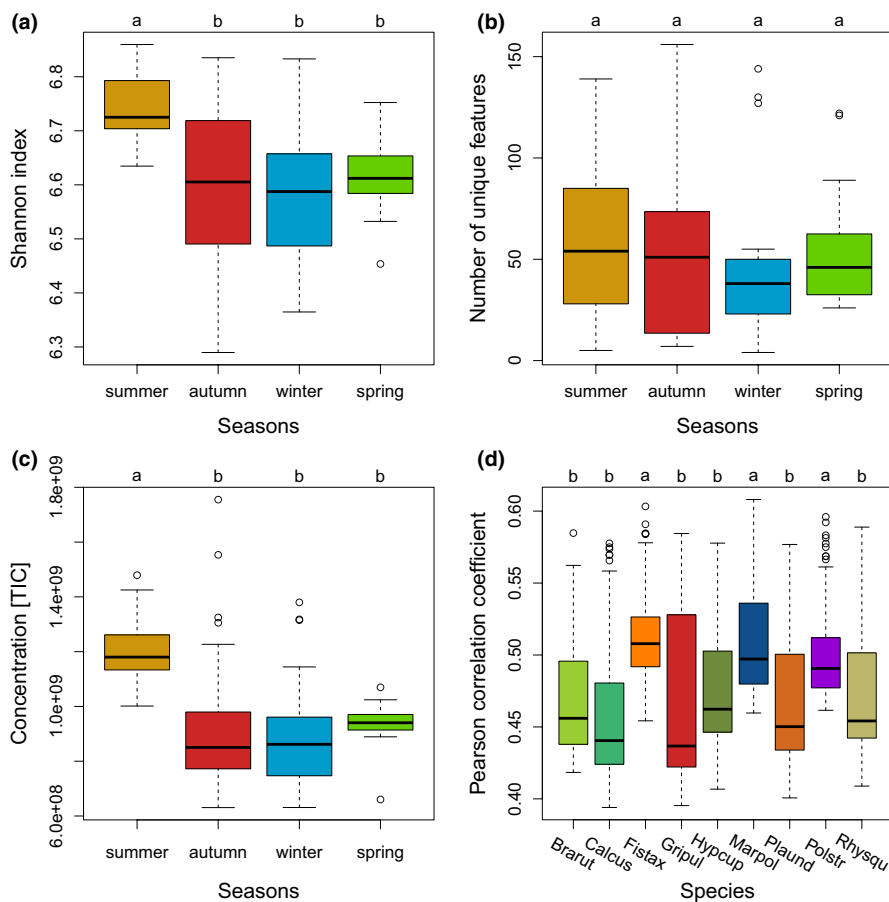 (a)
a b b b
Shannon index
6.8
6.7
6.6
6.5
6.4
6.3
summer autumn winter spring
Seasons
(b)
a a a a
Number of unique features
150
100
50
0
summer autumn winter spring
Seasons
(c)
a b b b
Concentration [TIC]
1.8e+09
1.4e+09
1.0e+09
6.0e+08
summer autumn winter spring
Seasons
(d)
b b a b b a b a b
Pearson correlation coefficient
0.60
0.55
0.50
0.45
0.40
Brarut Calcus Fistax Gripul Hypcup Marpol Plaund Polstr Rhysqu
Species